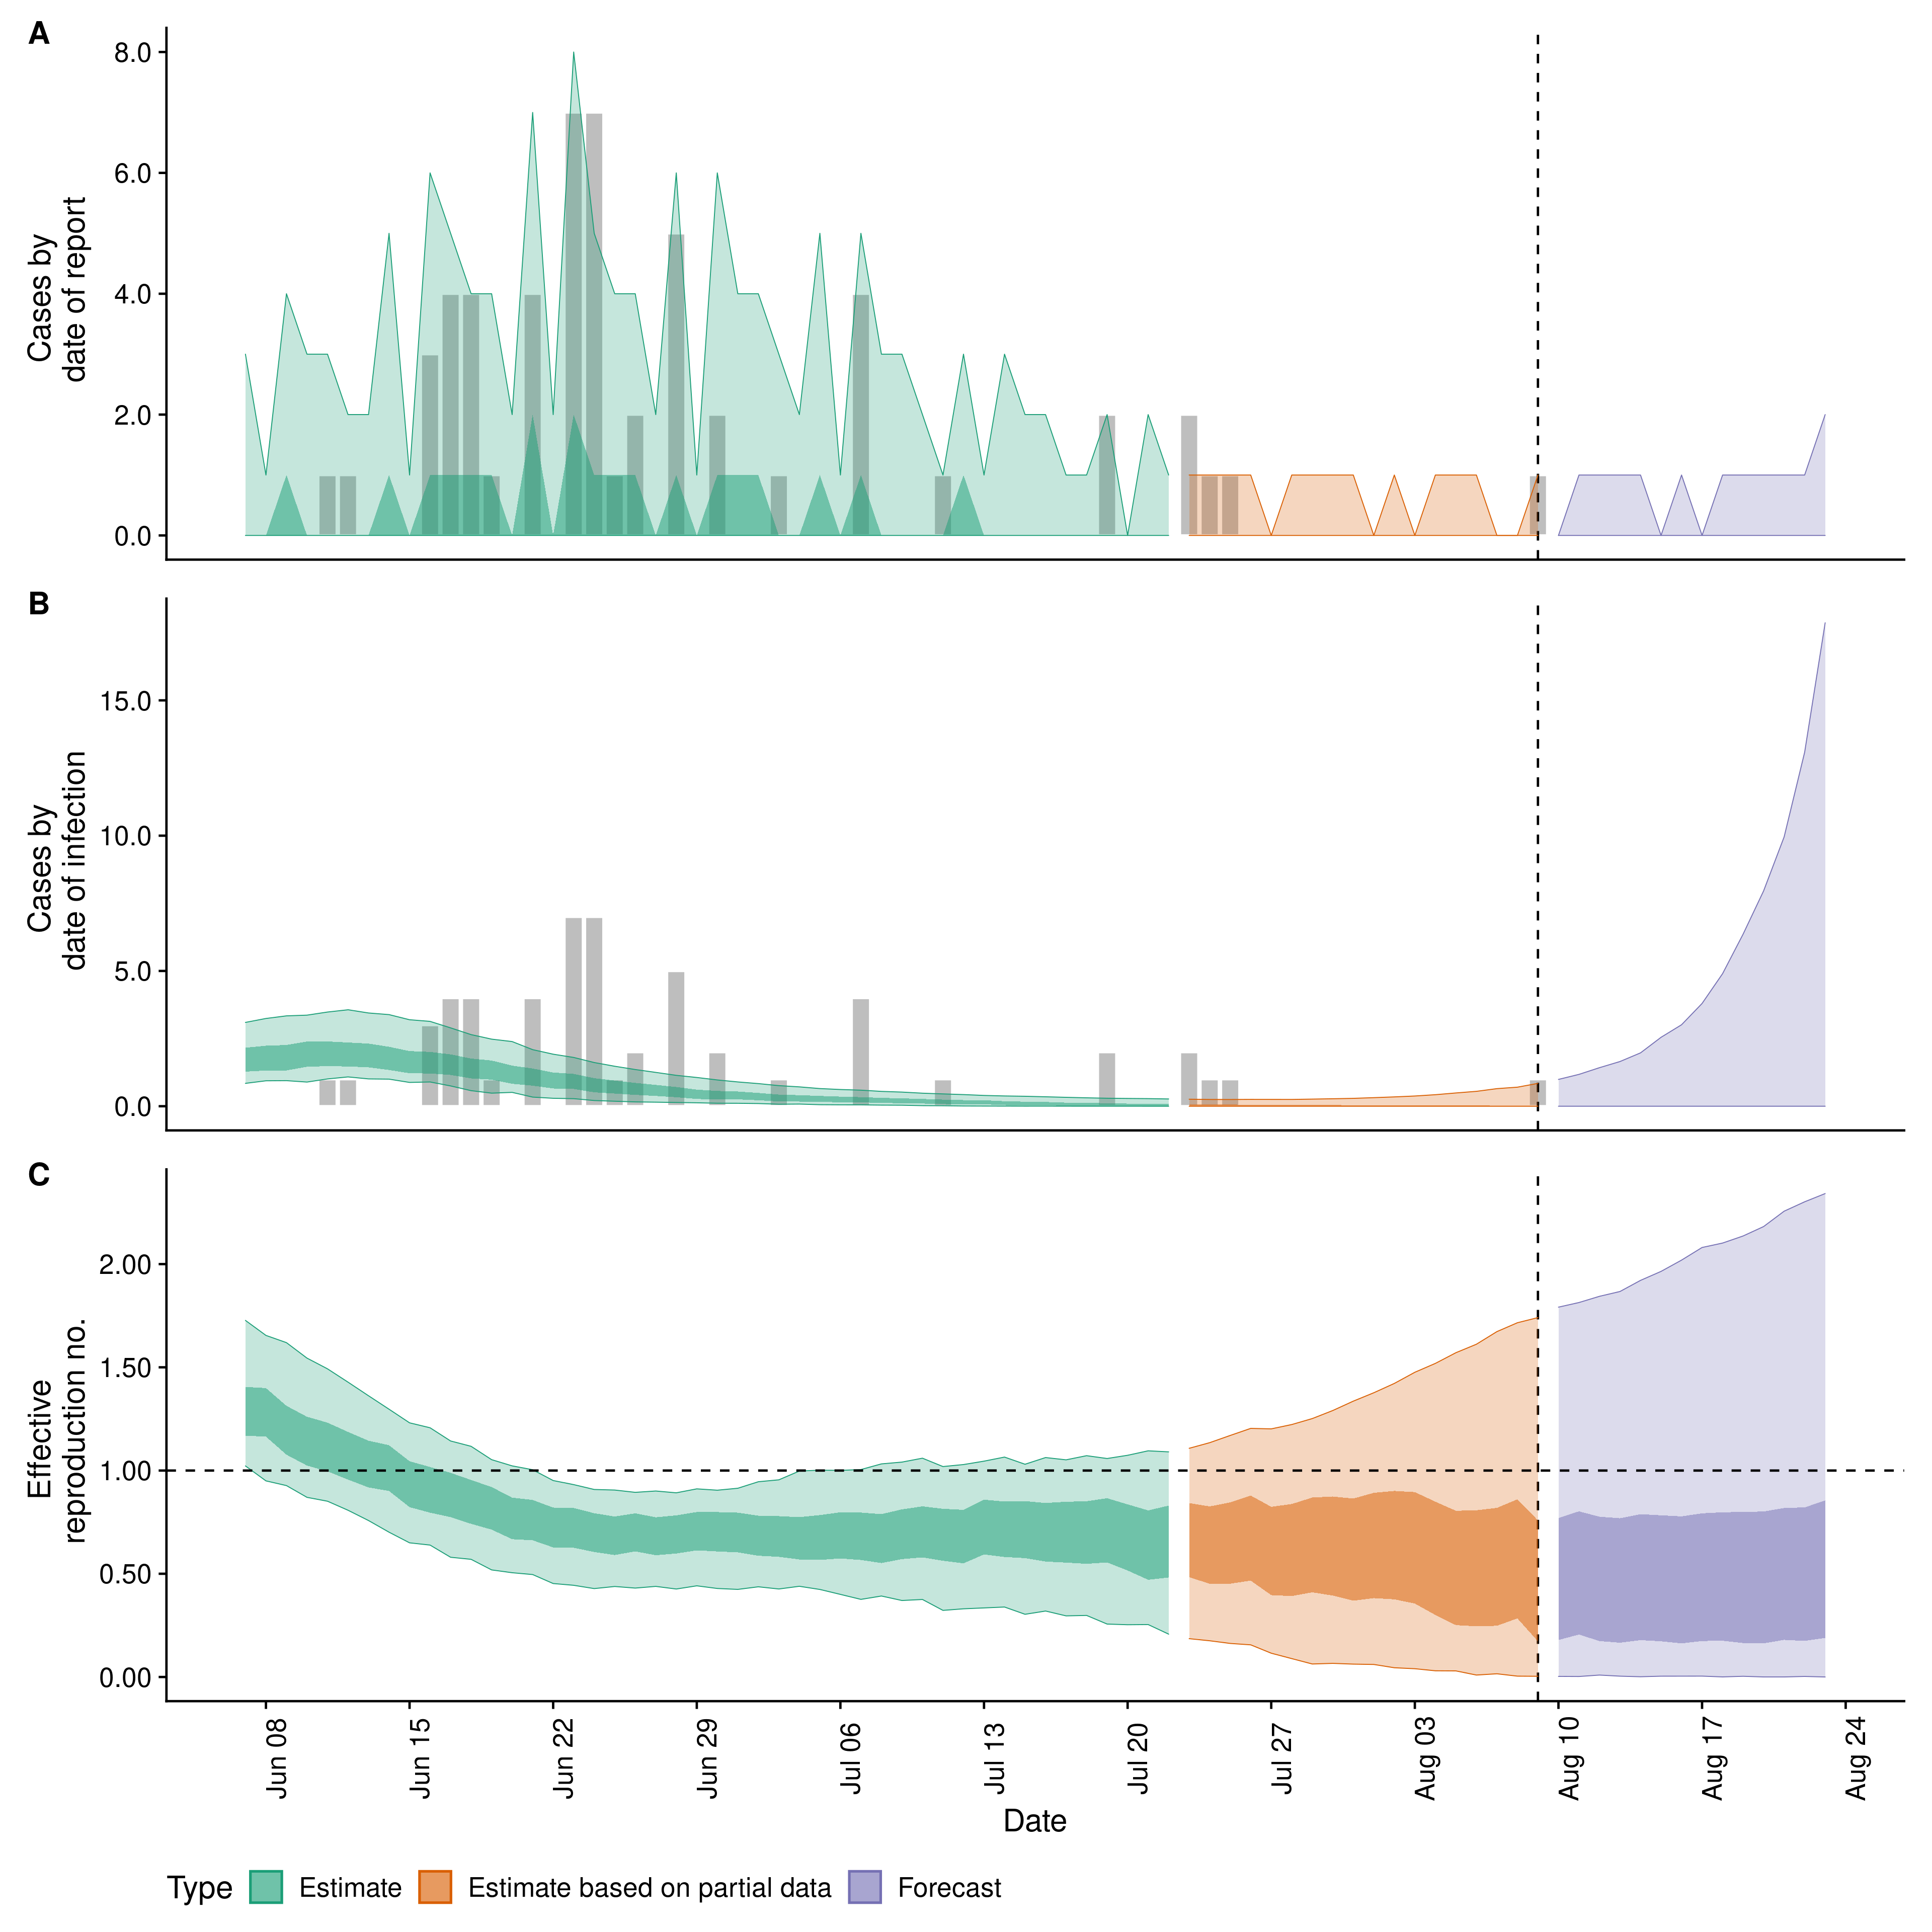 A
8.0
6.0
4.0
2.0
0.0
Cases by
date of report
B
15.0
10.0
5.0
0.0
Cases by
date of infection
C
2.00
1.50
1.00
0.50
0.00
Effective
reproduction no.
Jun 08
Jun 15
Jun 22
Jun 29
Jul 06
Jul 13
Jul 20
Jul 27
Aug 03
Aug 10
Aug 17
Aug 24
Date
Type Estimate Estimate based on partial data Forecast